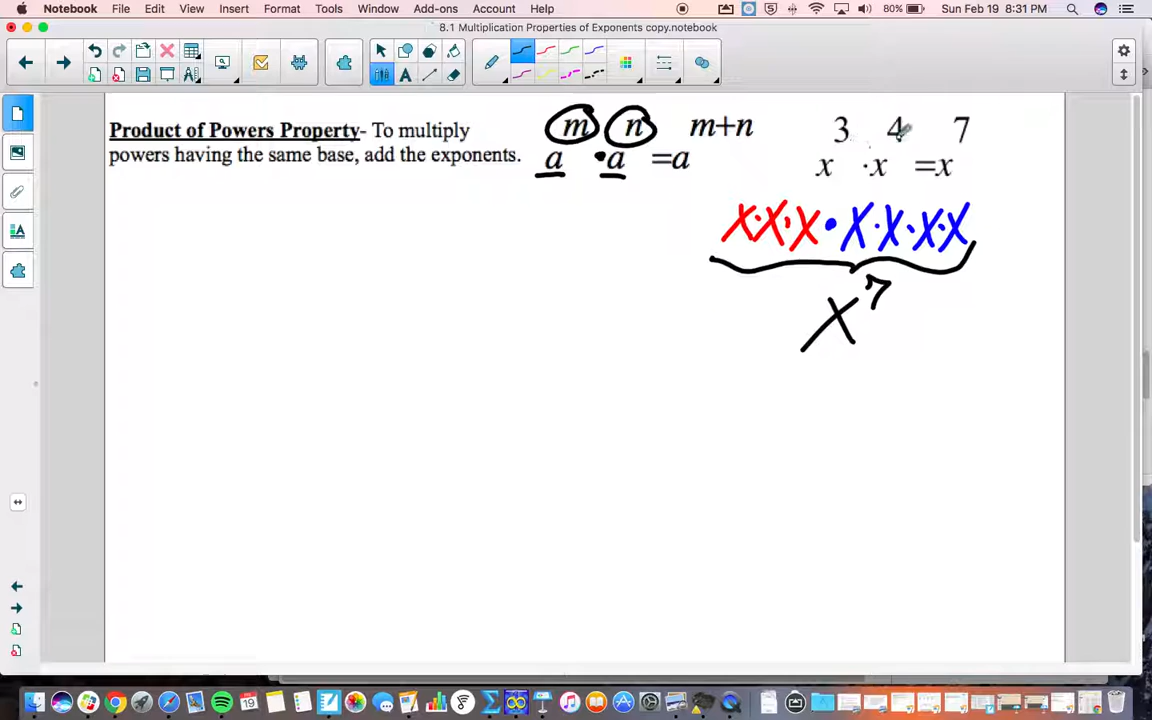 Notebook File Edit View Insert Format Tools Window Add-ons Account Help 80% Sun Feb 19 8:31 PM
8.1 Multiplication Properties of Exponents copy.notebook
Product of Powers Property- To multiply
powers having the same base, add the exponents.
m n m+n
a •a =a
3 4 7
x ·x =x
x·x·x•x·x·x·x
x 7